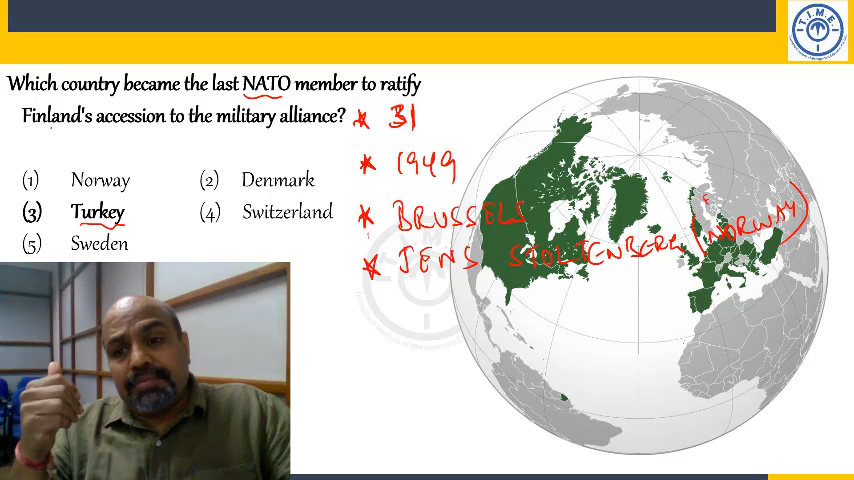 T.I.M.E.
Which country became the last NATO member to ratify
Finland's accession to the military alliance?
* 31
* 1949
(1) Norway (2) Denmark
(3) Turkey (4) Switzerland
(5) Sweden
* BRUSSELS
* JENS STOLTENBERG (NORWAY)